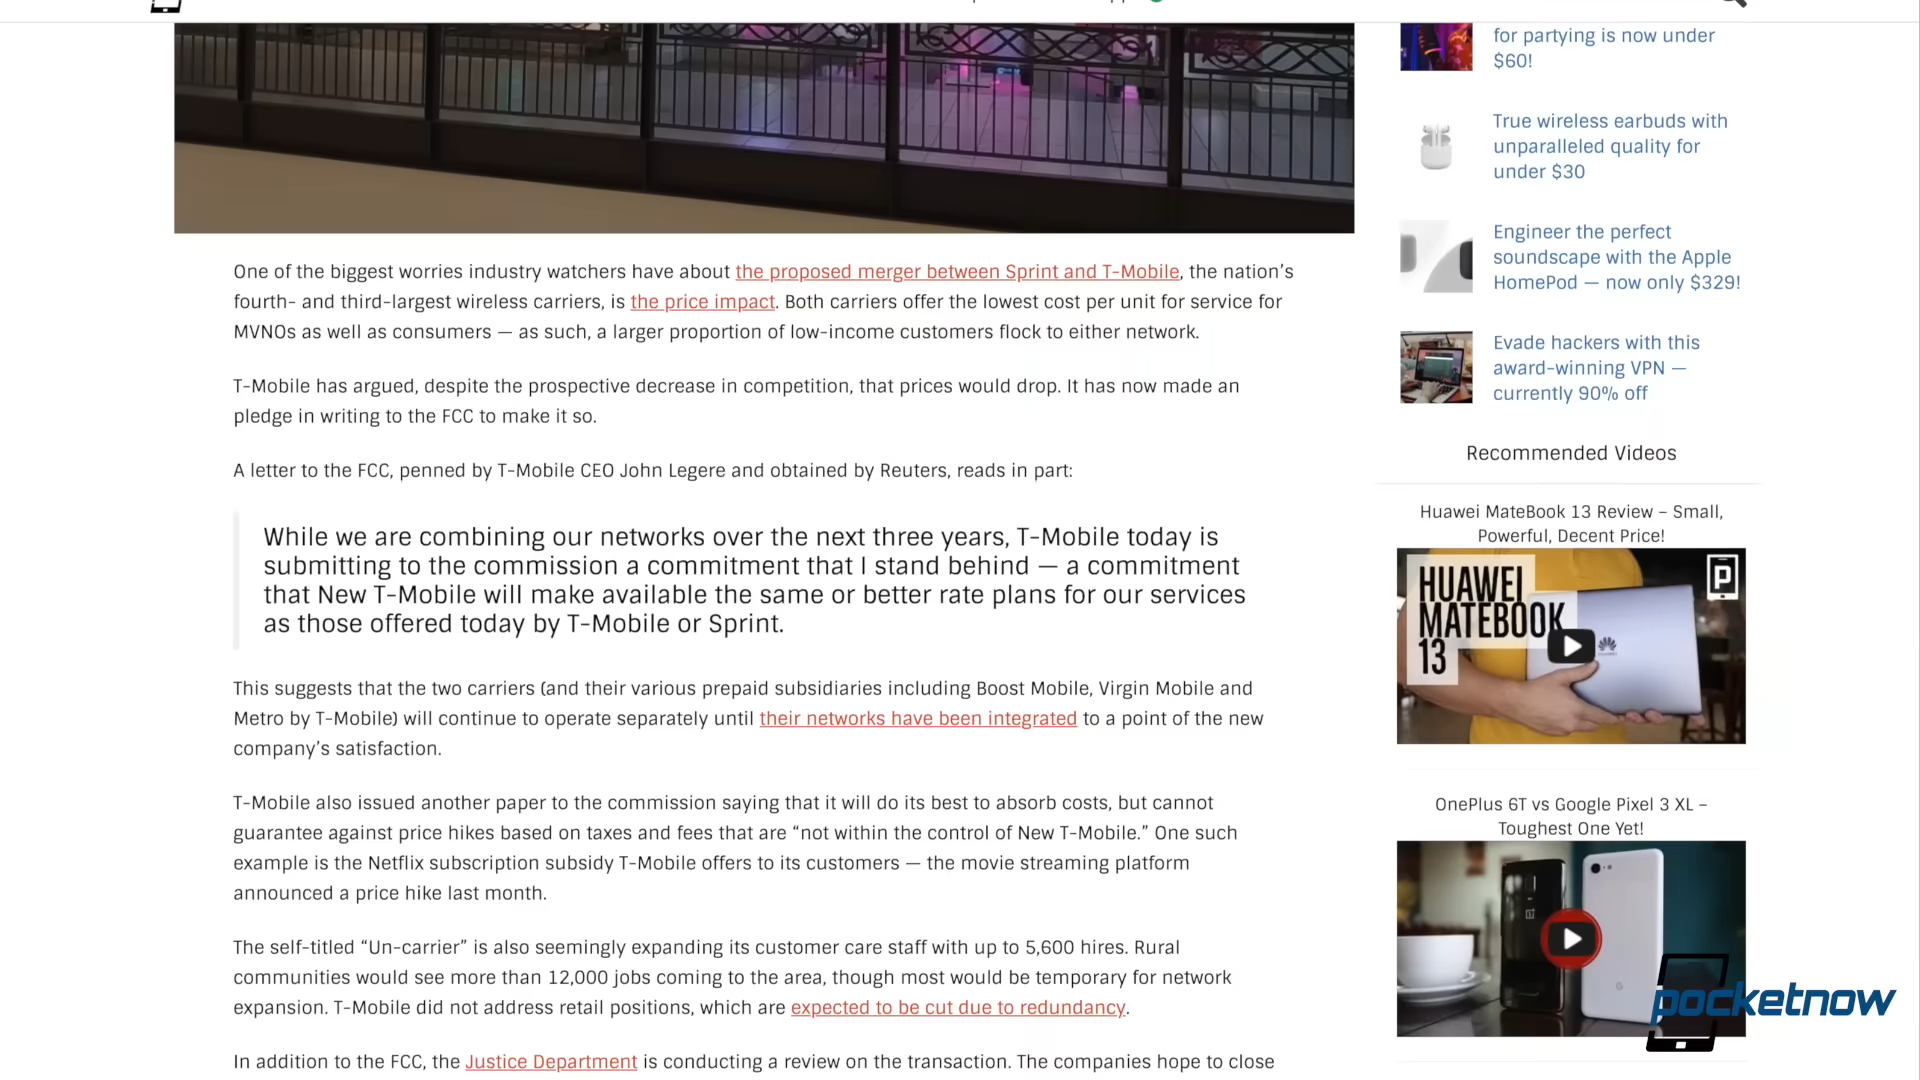 One of the biggest worries industry watchers have about the proposed merger between Sprint and T-Mobile, the nation's
fourth- and third-largest wireless carriers, is the price impact. Both carriers offer the lowest cost per unit for service for
MVNOs as well as consumers — as such, a larger proportion of low-income customers flock to either network.
T-Mobile has argued, despite the prospective decrease in competition, that prices would drop. It has now made an
pledge in writing to the FCC to make it so.
A letter to the FCC, penned by T-Mobile CEO John Legere and obtained by Reuters, reads in part:
While we are combining our networks over the next three years, T-Mobile today is
submitting to the commission a commitment that I stand behind — a commitment
that New T-Mobile will make available the same or better rate plans for our services
as those offered today by T-Mobile or Sprint.
This suggests that the two carriers (and their various prepaid subsidiaries including Boost Mobile, Virgin Mobile and
Metro by T-Mobile) will continue to operate separately until their networks have been integrated to a point of the new
company's satisfaction.
T-Mobile also issued another paper to the commission saying that it will do its best to absorb costs, but cannot
guarantee against price hikes based on taxes and fees that are “not within the control of New T-Mobile.” One such
example is the Netflix subscription subsidy T-Mobile offers to its customers — the movie streaming platform
announced a price hike last month.
The self-titled “Un-carrier” is also seemingly expanding its customer care staff with up to 5,600 hires. Rural
communities would see more than 12,000 jobs coming to the area, though most would be temporary for network
expansion. T-Mobile did not address retail positions, which are expected to be cut due to redundancy.
In addition to the FCC, the Justice Department is conducting a review on the transaction. The companies hope to close
for partying is now under
$60!
True wireless earbuds with
unparalleled quality for
under $30
Engineer the perfect
soundscape with the Apple
HomePod — now only $329!
Evade hackers with this
award-winning VPN —
currently 90% off
Recommended Videos
Huawei MateBook 13 Review – Small,
Powerful, Decent Price!
HUAWEI
MATEBOOK
13
P
HUAWEI
OnePlus 6T vs Google Pixel 3 XL –
Toughest One Yet!
G
pocketnow